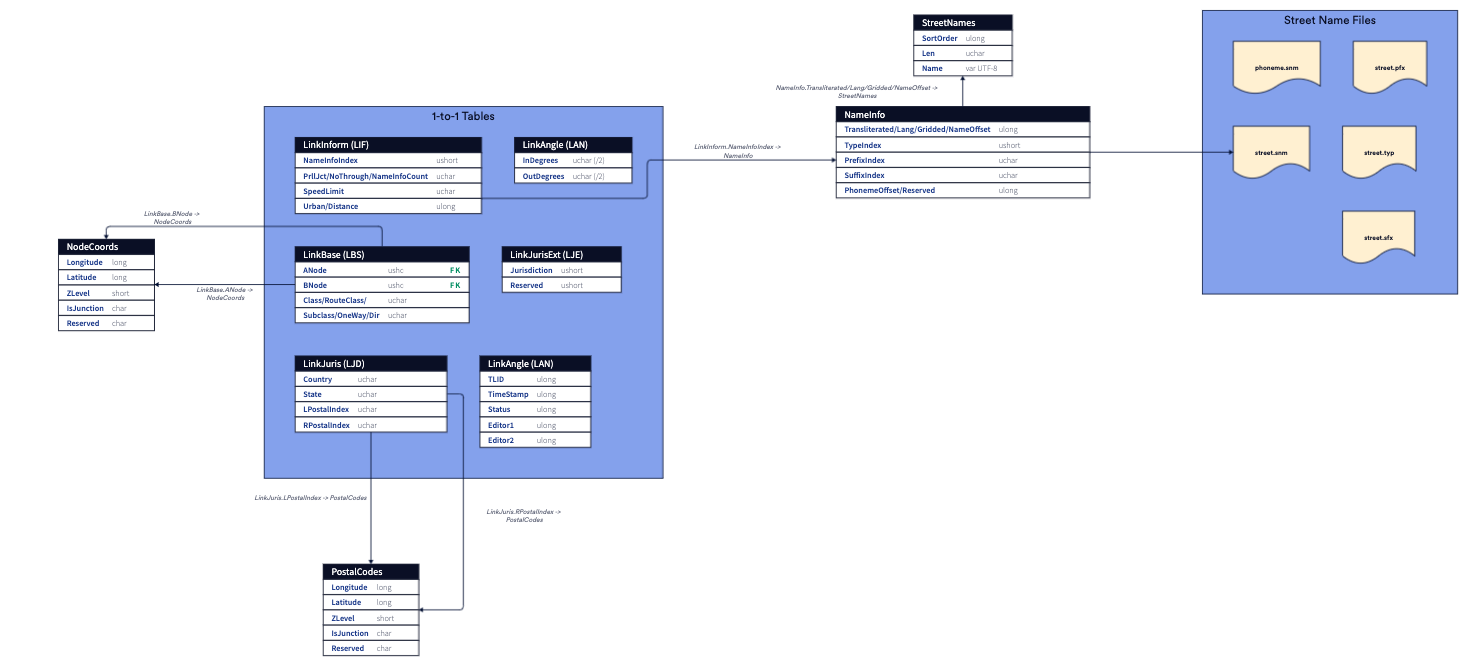 StreetNames
SortOrder ulong
Len uchar
Name var UTF-8
NameInfo.Transliterated/Lang/Gridded/NameOffset ->
StreetNames
Street Name Files
phoneme.snm
street.pfx
street.snm
street.typ
street.sfx
NameInfo
Transliterated/Lang/Gridded/NameOffset ulong
TypeIndex ushort
PrefixIndex uchar
SuffixIndex uchar
PhonemeOffset/Reserved ulong
LinkInform.NameInfoIndex ->
NameInfo
1-to-1 Tables
LinkInform (LIF)
NameInfoIndex ushort
PrllJct/NoThrough/NameInfoCount uchar
SpeedLimit uchar
Urban/Distance ulong
LinkAngle (LAN)
InDegrees uchar (/2)
OutDegrees uchar (/2)
LinkBase.BNode ->
NodeCoords
NodeCoords
Longitude long
Latitude long
ZLevel short
IsJunction char
Reserved char
LinkBase.ANode ->
NodeCoords
LinkBase (LBS)
ANode ushc FK
BNode ushc FK
Class/RouteClass/ uchar
Subclass/OneWay/Dir uchar
LinkJurisExt (LJE)
Jurisdiction ushort
Reserved ushort
LinkJuris (LJD)
Country uchar
State uchar
LPostalIndex uchar
RPostalIndex uchar
LinkAngle (LAN)
TLID ulong
TimeStamp ulong
Status ulong
Editor1 ulong
Editor2 ulong
LinkJuris.LPostalIndex -> PostalCodes
LinkJuris.RPostalIndex ->
PostalCodes
PostalCodes
Longitude long
Latitude long
ZLevel short
IsJunction char
Reserved char